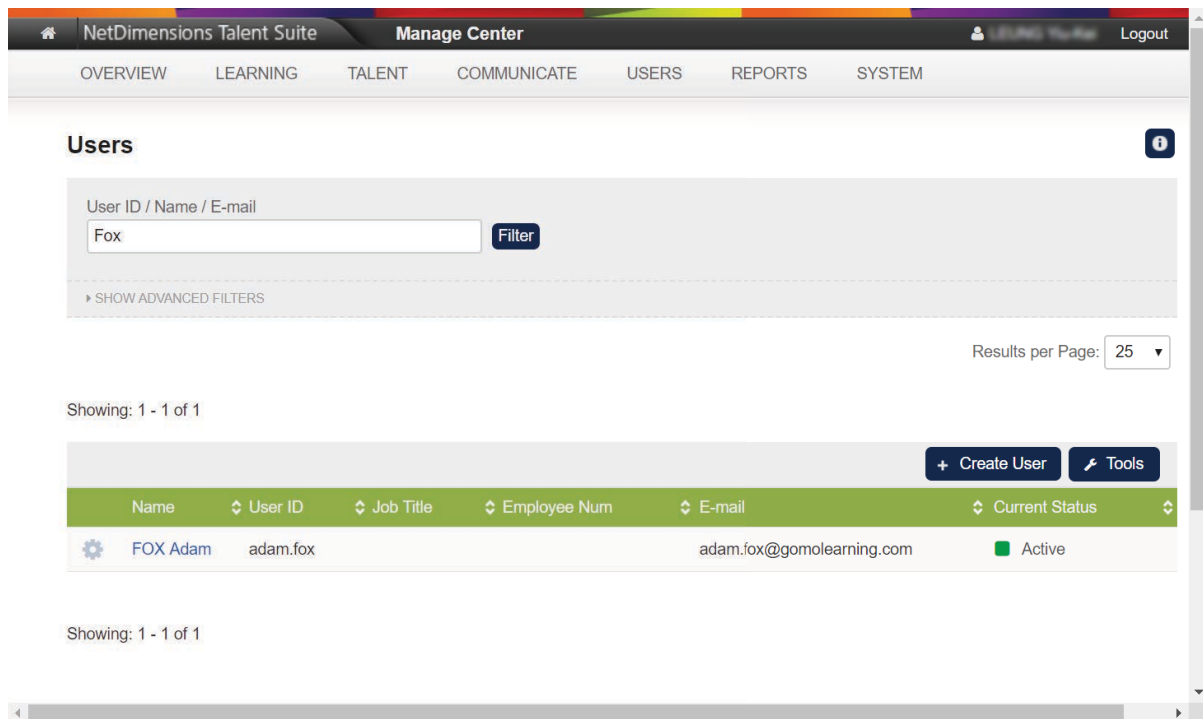 NetDimensions Talent Suite Manage Center Logout
OVERVIEW LEARNING TALENT COMMUNICATE USERS REPORTS SYSTEM
Users
User ID / Name / E-mail
Fox Filter
SHOW ADVANCED FILTERS
Results per Page: 25
Showing: 1 - 1 of 1
+ Create User Tools
Name User ID Job Title Employee Num E-mail Current Status
FOX Adam adam.fox adam.fox@gomolearning.com Active
Showing: 1 - 1 of 1